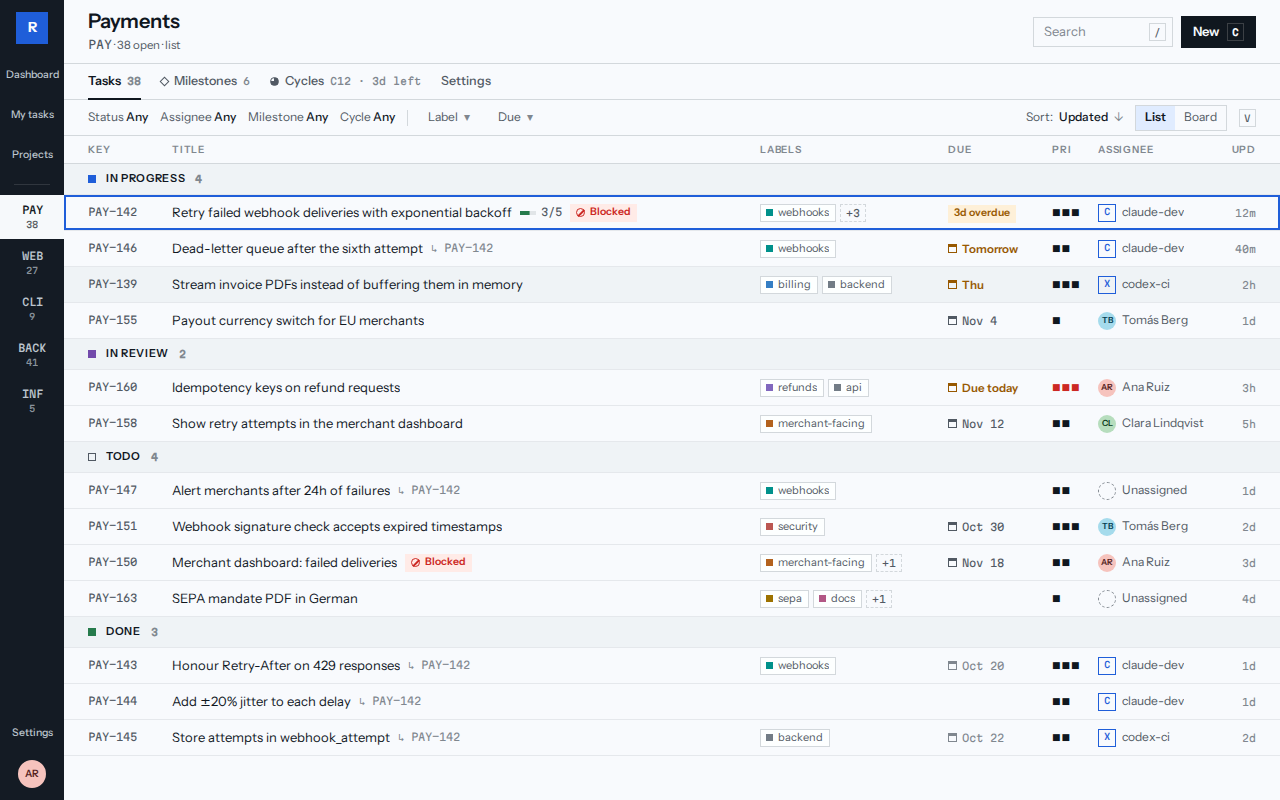 R
Dashboard
My tasks
Projects
PAY
38
WEB
27
CLI
9
BACK
41
INF
5
Settings
AR
Payments
PAY·38 open·list
Search /
New C
Tasks 38 Milestones 6 Cycles C12 · 3d left Settings
Status Any Assignee Any Milestone Any Cycle Any Label ▾ Due ▾
Sort: Updated ↓ List Board V
KEY TITLE LABELS DUE PRI ASSIGNEE UPD
IN PROGRESS 4
PAY-142 Retry failed webhook deliveries with exponential backoff 3/5 Blocked webhooks +3 3d overdue C claude-dev 12m
PAY-146 Dead-letter queue after the sixth attempt ↳ PAY-142 webhooks Tomorrow C claude-dev 40m
PAY-139 Stream invoice PDFs instead of buffering them in memory billing backend Thu X codex-ci 2h
PAY-155 Payout currency switch for EU merchants Nov 4 TB Tomás Berg 1d
IN REVIEW 2
PAY-160 Idempotency keys on refund requests refunds api Due today AR Ana Ruiz 3h
PAY-158 Show retry attempts in the merchant dashboard merchant-facing Nov 12 CL Clara Lindqvist 5h
TODO 4
PAY-147 Alert merchants after 24h of failures ↳ PAY-142 webhooks Unassigned 1d
PAY-151 Webhook signature check accepts expired timestamps security Oct 30 TB Tomás Berg 2d
PAY-150 Merchant dashboard: failed deliveries Blocked merchant-facing +1 Nov 18 AR Ana Ruiz 3d
PAY-163 SEPA mandate PDF in German sepa docs +1 Unassigned 4d
DONE 3
PAY-143 Honour Retry-After on 429 responses ↳ PAY-142 webhooks Oct 20 C claude-dev 1d
PAY-144 Add ±20% jitter to each delay ↳ PAY-142 C claude-dev 1d
PAY-145 Store attempts in webhook_attempt ↳ PAY-142 backend Oct 22 X codex-ci 2d